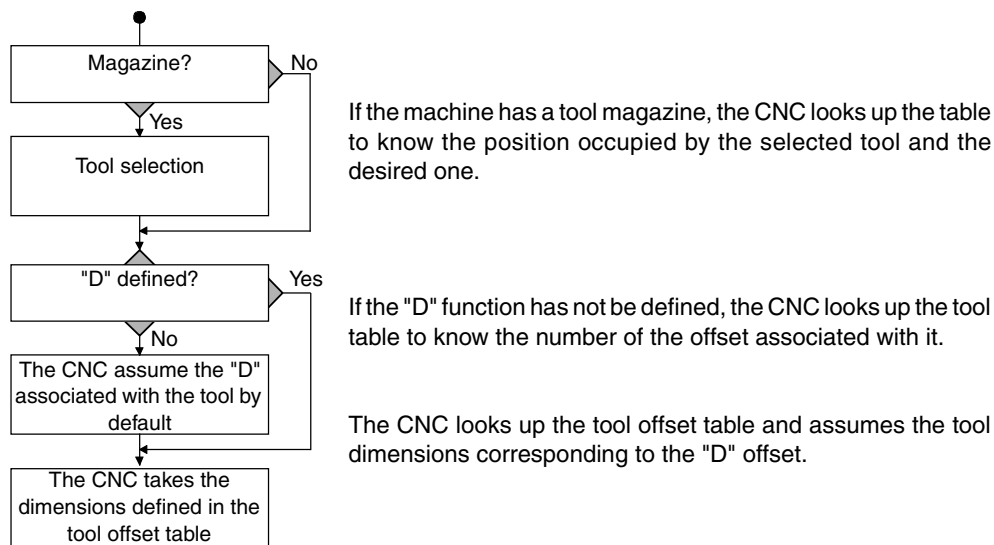 Magazine?
No
Yes
Tool selection
If the machine has a tool magazine, the CNC looks up the table
to know the position occupied by the selected tool and the
desired one.
"D" defined?
Yes
No
The CNC assume the "D"
associated with the tool by
default
If the "D" function has not be defined, the CNC looks up the tool
table to know the number of the offset associated with it.
The CNC takes the
dimensions defined in the
tool offset table
The CNC looks up the tool offset table and assumes the tool
dimensions corresponding to the "D" offset.